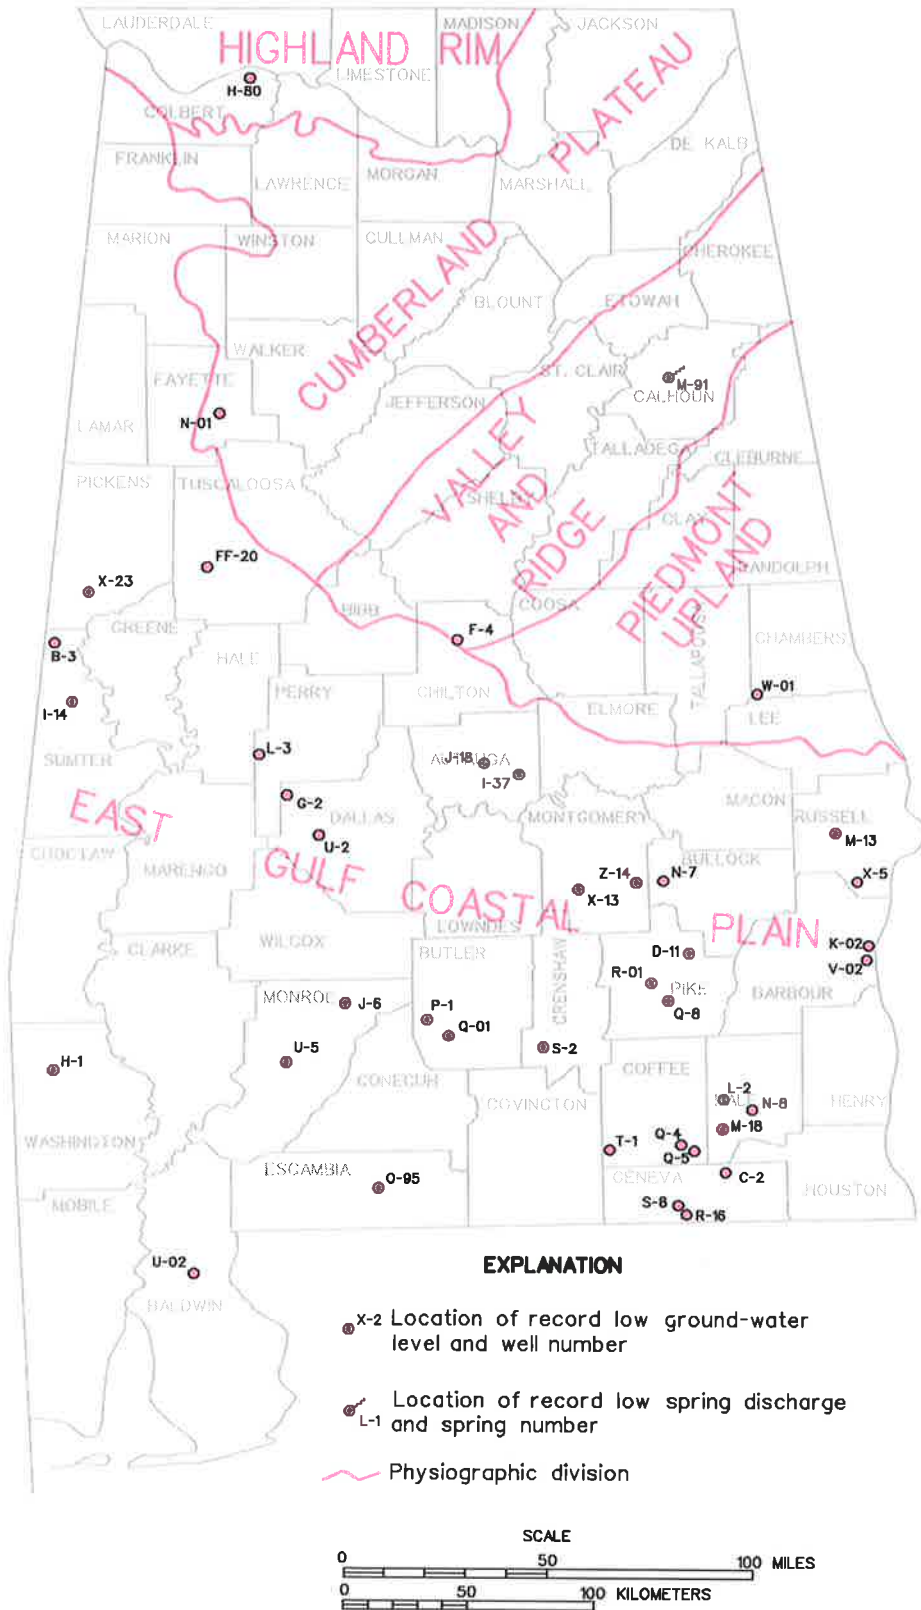 LAUDERDALE
MADISON
JACKSON
HIGHLAND RIM
LIMESTONE
H-80
COLBERT
PLATEAU
DE KALB
FRANKLIN
LAWRENCE
MORGAN
MARSHALL
MARION
WINSTON
CULLMAN
CHEROKEE
CUMBERLAND
BLOUNT
ETOWAH
WALKER
ST. CLAIR
FAYETTE
M-91
CALHOUN
JEFFERSON
N-01
LAMAR
VALLEY
AND
RIDGE
TALLADEGA
CLEBURNE
PICKENS
TUSCALOOSA
SHELBY
CLAY
PIEDMONT
UPLAND
FF-20
RANDOLPH
X-23
BIBB
COOSA
GREENE
F-4
TALLAPOOSA
CHAMBERS
B-3
HALE
W-01
I-14
PERRY
CHILTON
ELMORE
LEE
SUMTER
L-3
AUTAUGA
J-18
I-37
EAST
G-2
DALLAS
MONTGOMERY
MACON
RUSSELL
U-2
M-13
CHOCTAW
MARENGO
GULF
Z-14
N-7
BULLOCK
X-5
X-13
COASTAL
LOWNDES
PLAIN
CLARKE
WILCOX
BUTLER
CRENSHAW
D-11
K-02
V-02
R-01
PIKE
BARBOUR
MONROE
J-6
P-1
Q-8
Q-01
H-1
U-5
S-2
CONECUH
COFFEE
L-2
DALE
N-8
HENRY
COVINGTON
M-18
WASHINGTON
T-1
Q-4
Q-5
ESCAMBIA
O-95
GENEVA
C-2
HOUSTON
MOBILE
S-8
R-16
U-02
BALDWIN
EXPLANATION
X-2 Location of record low ground-water
level and well number
Location of record low spring discharge
L-1 and spring number
Physiographic division
SCALE
0 50 100 MILES
0 50 100 KILOMETERS